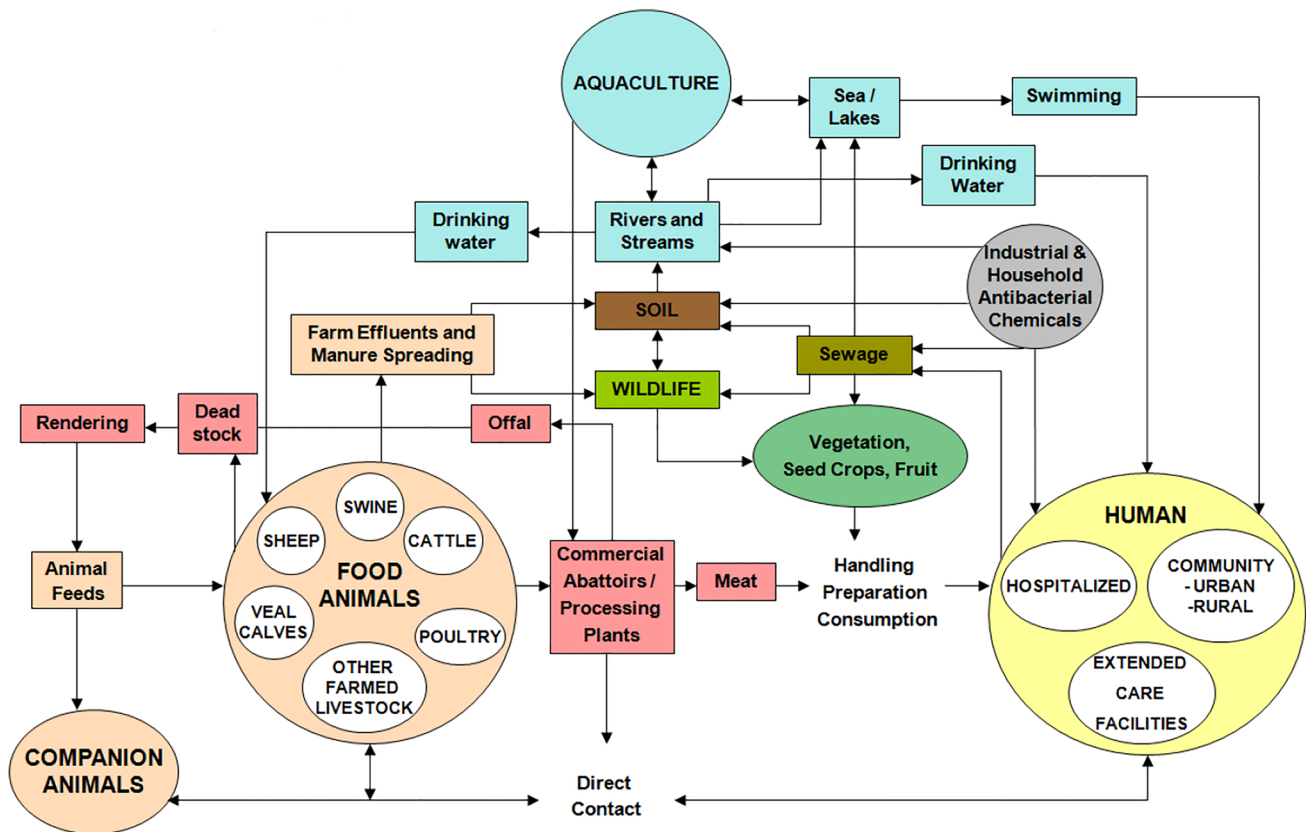 AQUACULTURE
Sea /
Lakes
Swimming
Drinking
Water
Drinking
water
Rivers and
Streams
Industrial &
Household
Antibacterial
Chemicals
SOIL
Farm Effluents and
Manure Spreading
Sewage
WILDLIFE
Rendering
Dead
stock
Offal
Vegetation,
Seed Crops, Fruit
SWINE
SHEEP
CATTLE
FOOD
ANIMALS
VEAL
CALVES
POULTRY
OTHER
FARMED
LIVESTOCK
Animal
Feeds
Commercial
Abattoirs /
Processing
Plants
Meat
Handling
Preparation
Consumption
HUMAN
HOSPITALIZED
COMMUNITY
-URBAN
-RURAL
EXTENDED
CARE
FACILITIES
COMPANION
ANIMALS
Direct
Contact